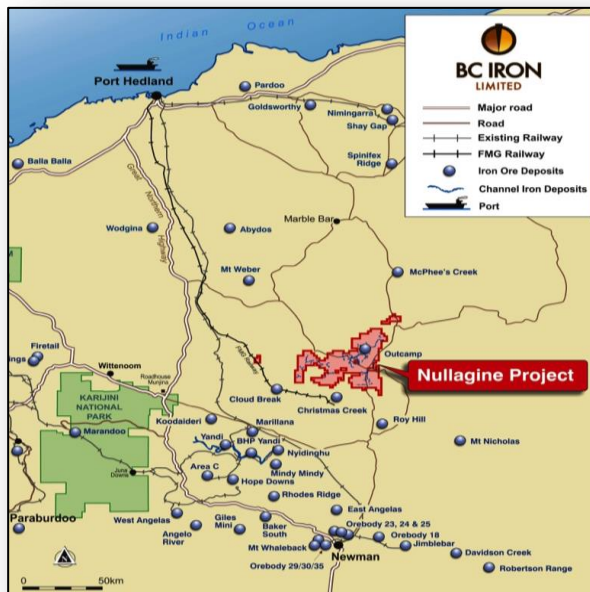 Indian Ocean
Port Hedland
BC IRON
LIMITED
Major road
Road
Existing Railway
FMG Railway
Iron Ore Deposits
Channel Iron Deposits
Port
Pardoo
Goldsworthy
Nimingarra
Shay Gap
Balla Balla
Spinifex
Ridge
Great Northern Highway
Marble Bar
Wodgina
Abydos
Mt Weber
McPhee's Creek
FMG Railway
Outcamp
Nullagine Project
Firetail
ings
Wittenoom
Roadhouse
Munjina
KARIJINI
NATIONAL
PARK
Cloud Break
Christmas Creek
Koodaideri
Marillana
Roy Hill
Marandoo
Yandi
BHP Yandi
Nyidinghu
Mt Nicholas
Juna
Downs
Area C
Mindy Mindy
Hope Downs
Rhodes Ridge
Paraburdoo
West Angelas
Giles
Mini
Baker
South
East Angelas
Orebody 23, 24 & 25
Orebody 18
Angelo
River
Mt Whaleback
Newman
Jimblebar
Davidson Creek
Orebody 29/30/35
Robertson Range
0
50km